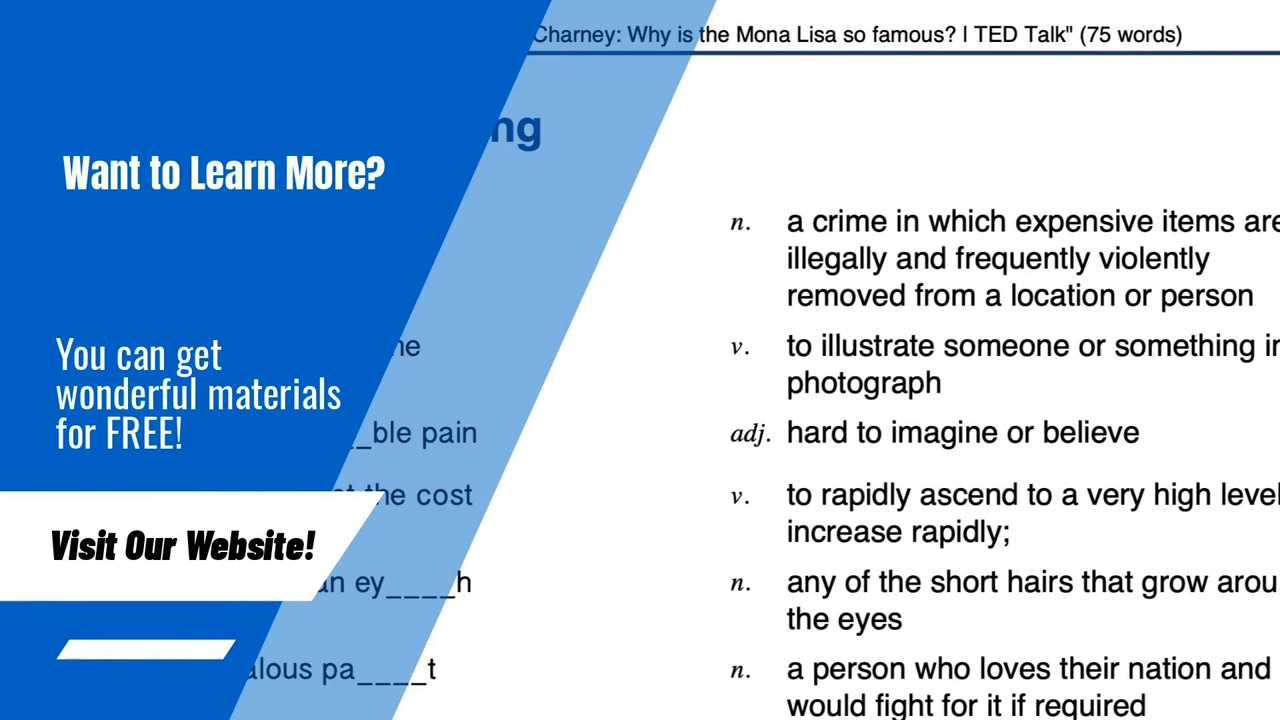 Charney: Why is the Mona Lisa so famous? | TED Talk" (75 words)
Want to Learn More?
You can get
wonderful materials
for FREE!
Visit Our Website!
ble pain
the cost
ey____h
pa____t
n. a crime in which expensive items are
illegally and frequently violently
removed from a location or person
v. to illustrate someone or something in
photograph
adj. hard to imagine or believe
v. to rapidly ascend to a very high level
increase rapidly;
n. any of the short hairs that grow
the eyes
n. a person who loves their nation and
would fight for it if required